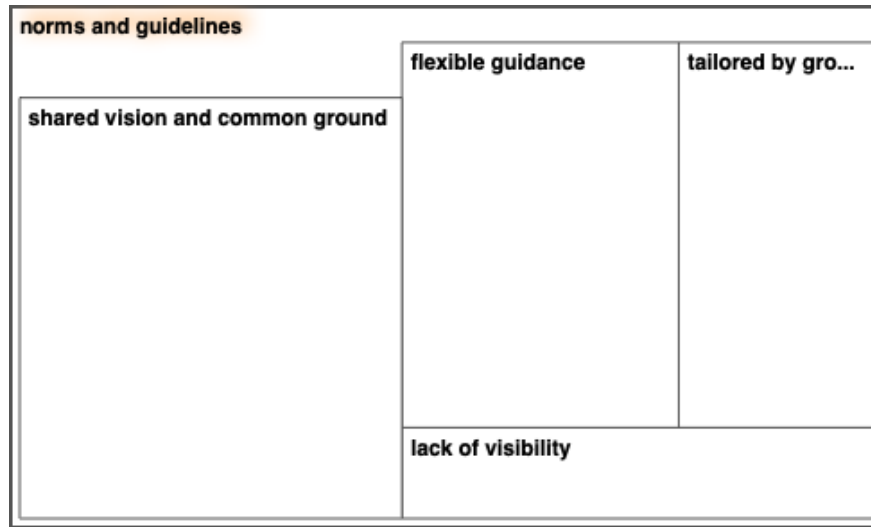 norms and guidelines
flexible guidance
tailored by gro...
shared vision and common ground
lack of visibility